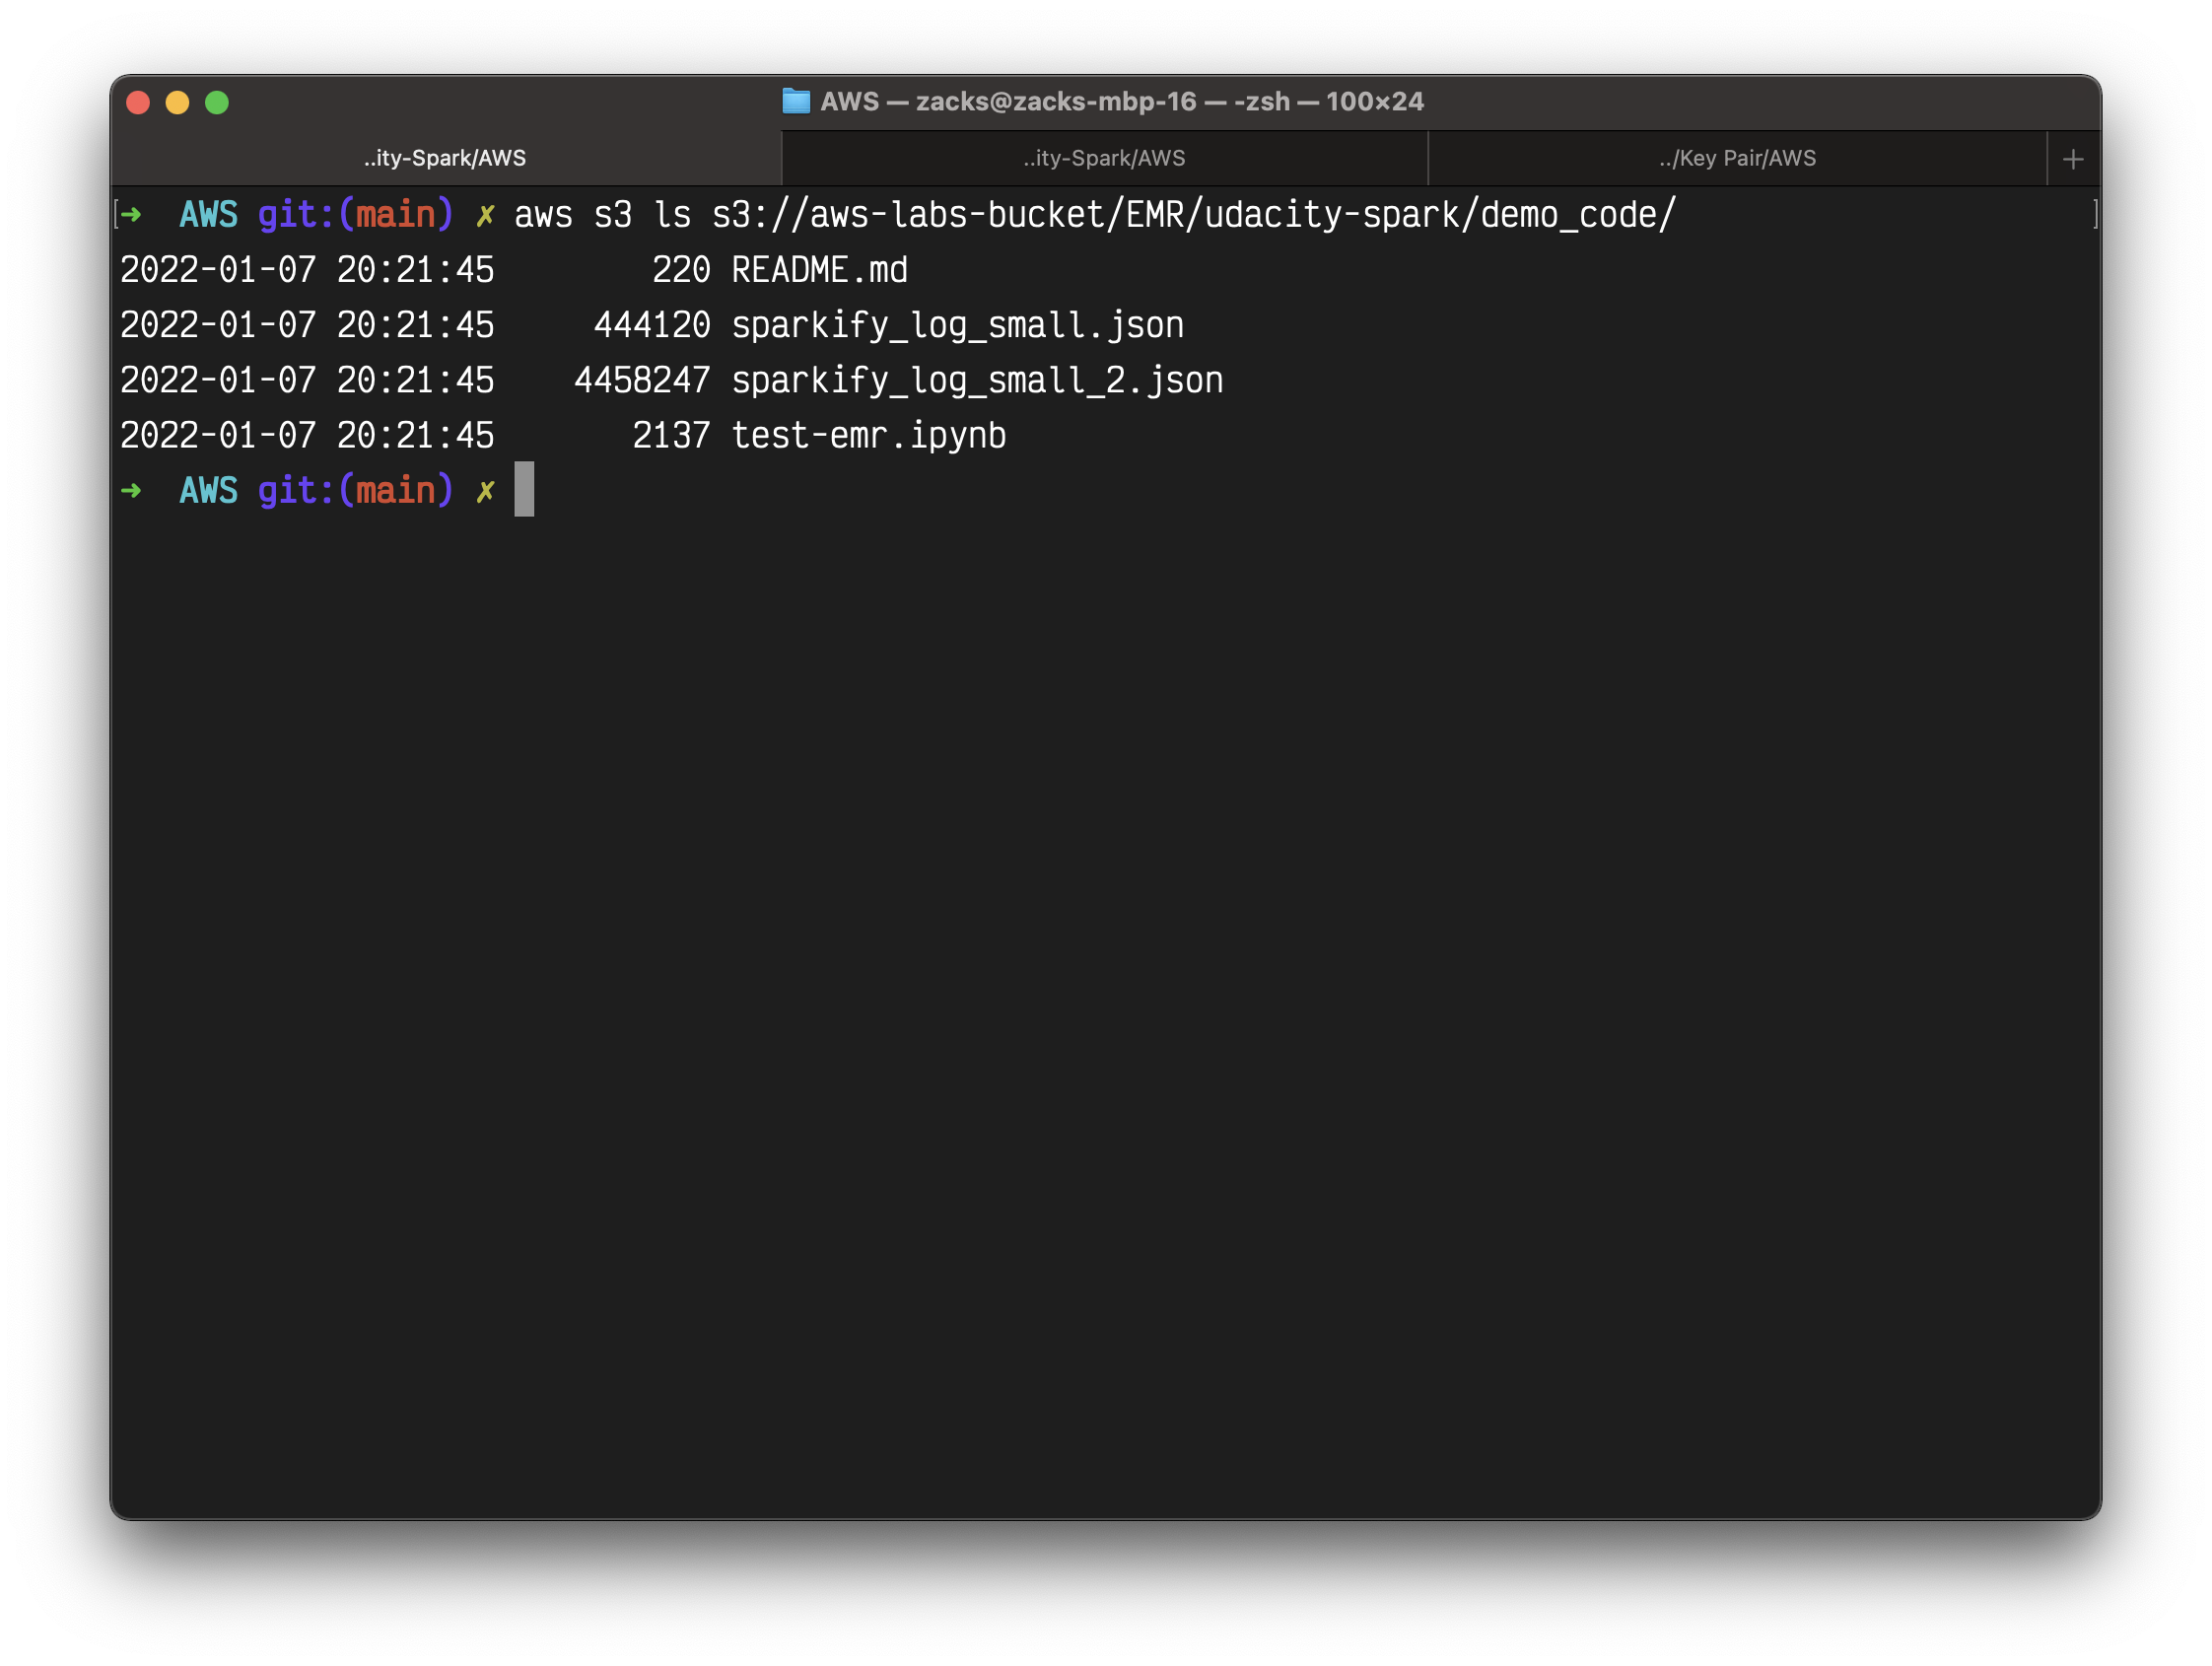 AWS — zacks@zacks-mbp-16 — -zsh — 100×24
..ity-Spark/AWS ..ity-Spark/AWS ../Key Pair/AWS +
[➜  AWS git:(main) ✗ aws s3 ls s3://aws-labs-bucket/EMR/udacity-spark/demo_code/ ]
2022-01-07 20:21:45        220 README.md
2022-01-07 20:21:45     444120 sparkify_log_small.json
2022-01-07 20:21:45    4458247 sparkify_log_small_2.json
2022-01-07 20:21:45       2137 test-emr.ipynb
➜  AWS git:(main) ✗